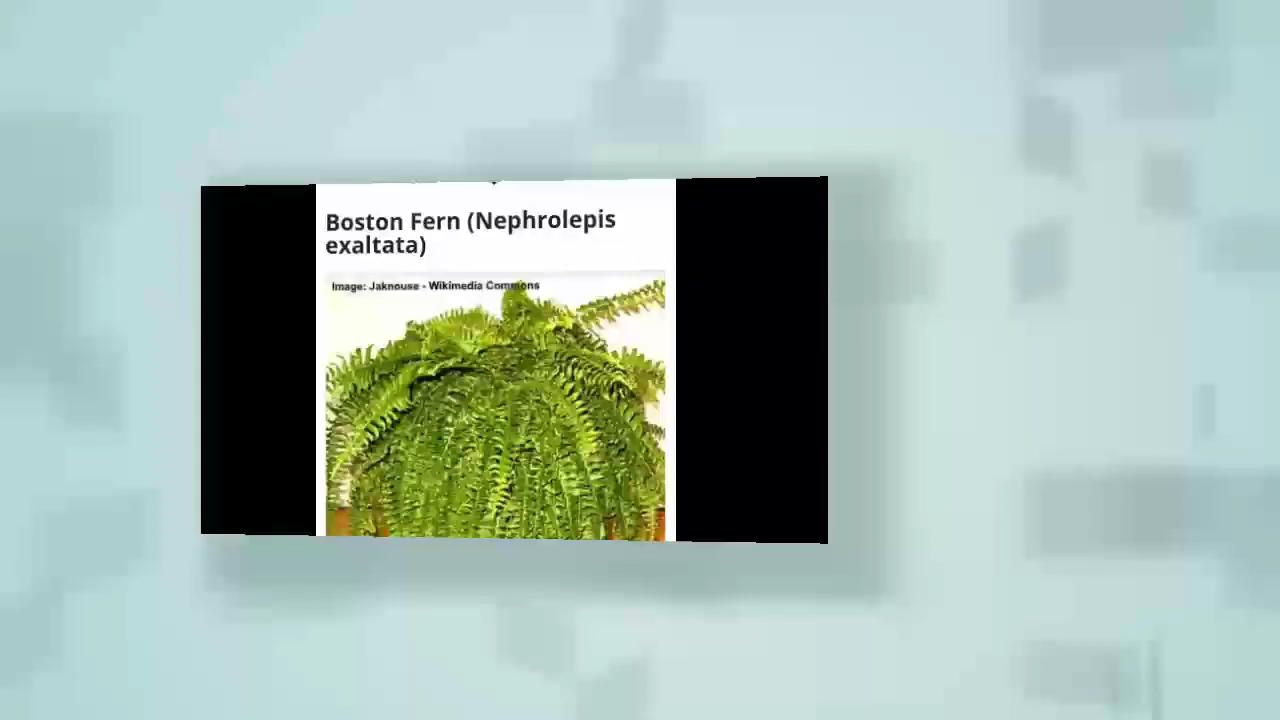 Boston Fern (Nephrolepis
exaltata)
Image: Jaknouse - Wikimedia Commons